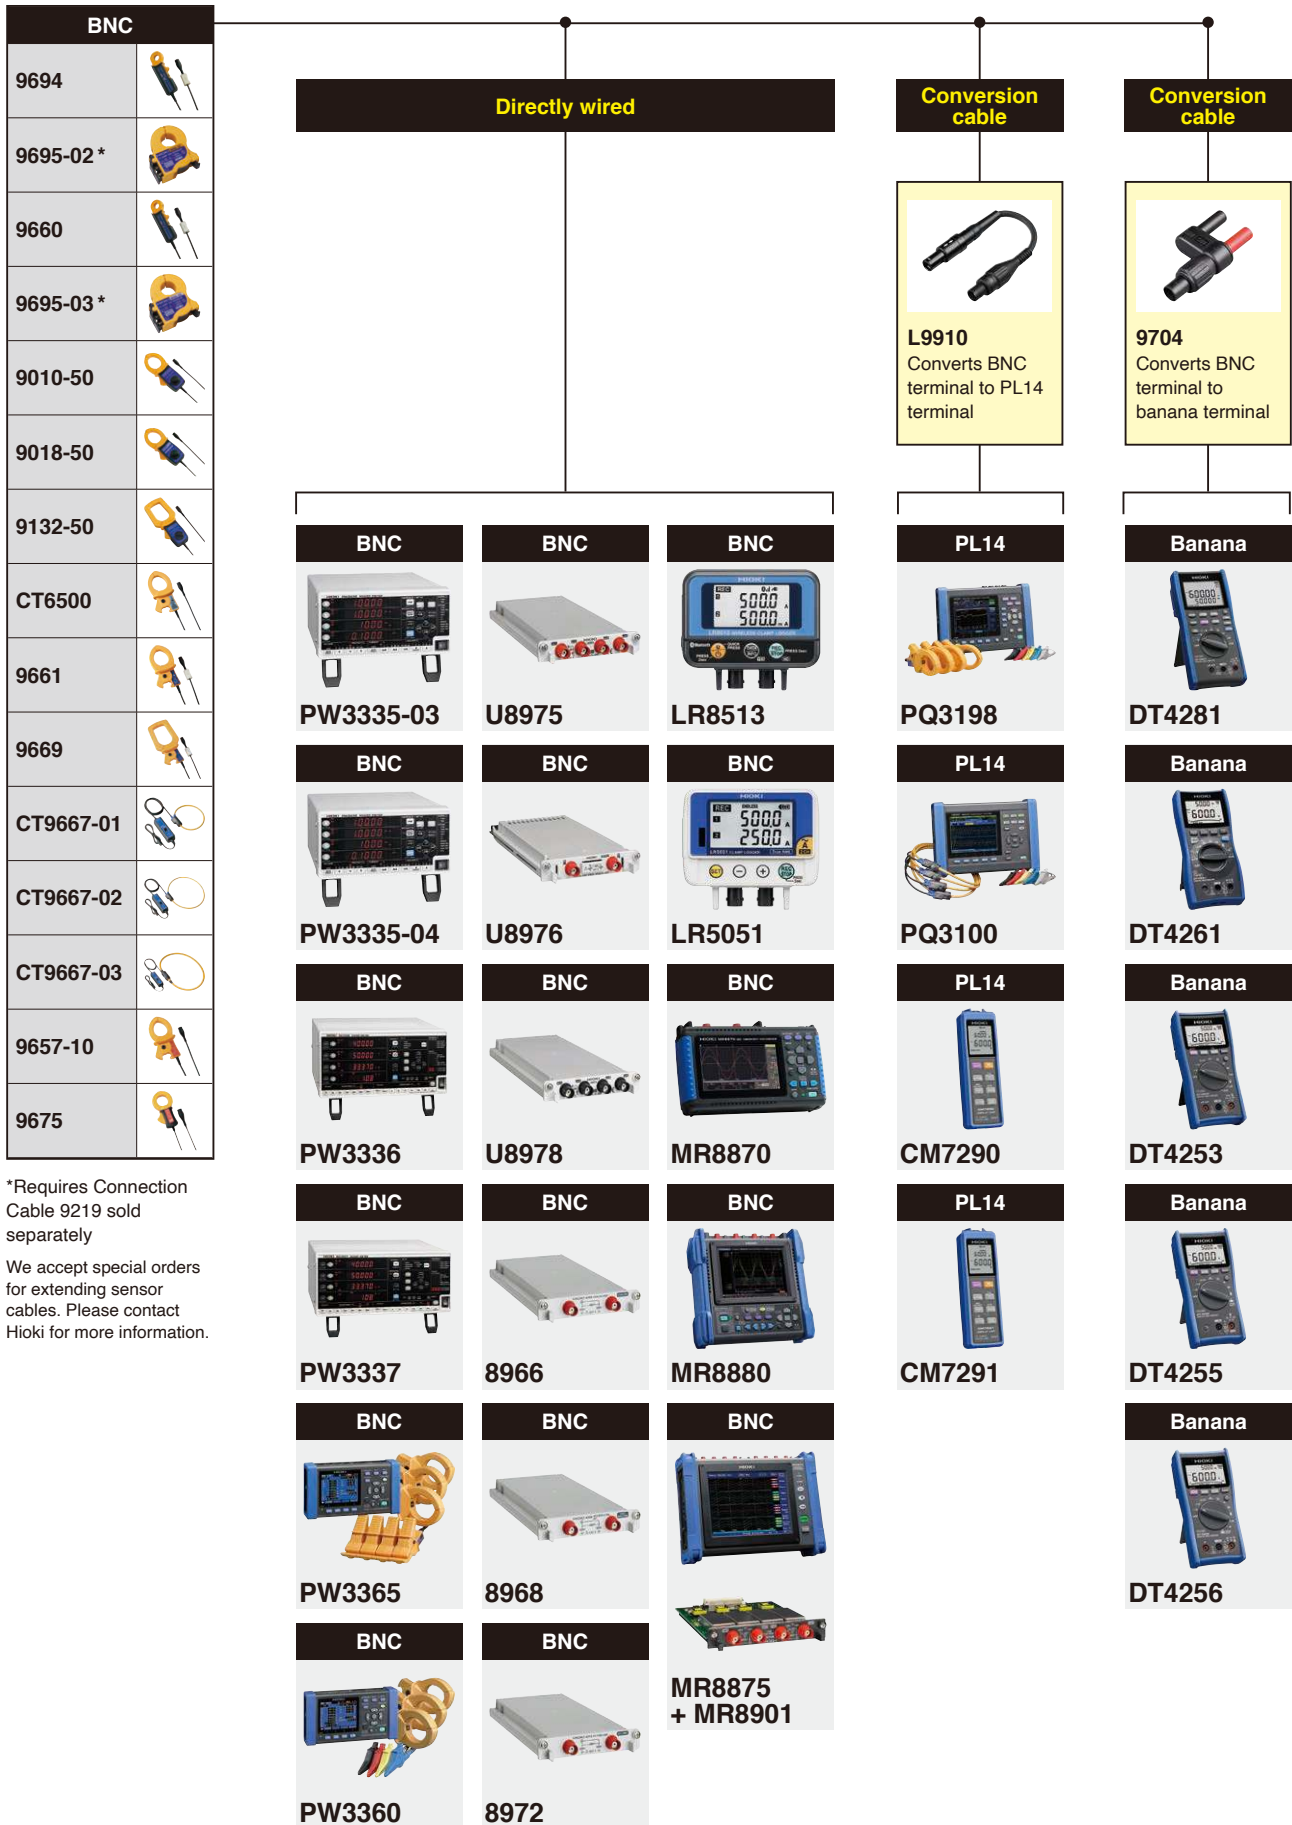 BNC
9694
9695-02 *
9660
9695-03 *
9010-50
9018-50
9132-50
CT6500
9661
9669
CT9667-01
CT9667-02
CT9667-03
9657-10
9675
*Requires Connection
Cable 9219 sold
separately
We accept special orders
for extending sensor
cables. Please contact
Hioki for more information.
Directly wired
Conversion
cable
L9910
Converts BNC
terminal to PL14
terminal
Conversion
cable
9704
Converts BNC
terminal to
banana terminal
BNC
PW3335-03
BNC
PW3335-04
BNC
PW3336
BNC
PW3337
BNC
PW3365
BNC
PW3360
BNC
U8975
BNC
U8976
BNC
U8978
BNC
8966
BNC
8968
BNC
8972
BNC
LR8513
BNC
LR5051
BNC
MR8870
BNC
MR8880
BNC
MR8875
+ MR8901
PL14
PQ3198
PL14
PQ3100
PL14
CM7290
PL14
CM7291
Banana
DT4281
Banana
DT4261
Banana
DT4253
Banana
DT4255
Banana
DT4256